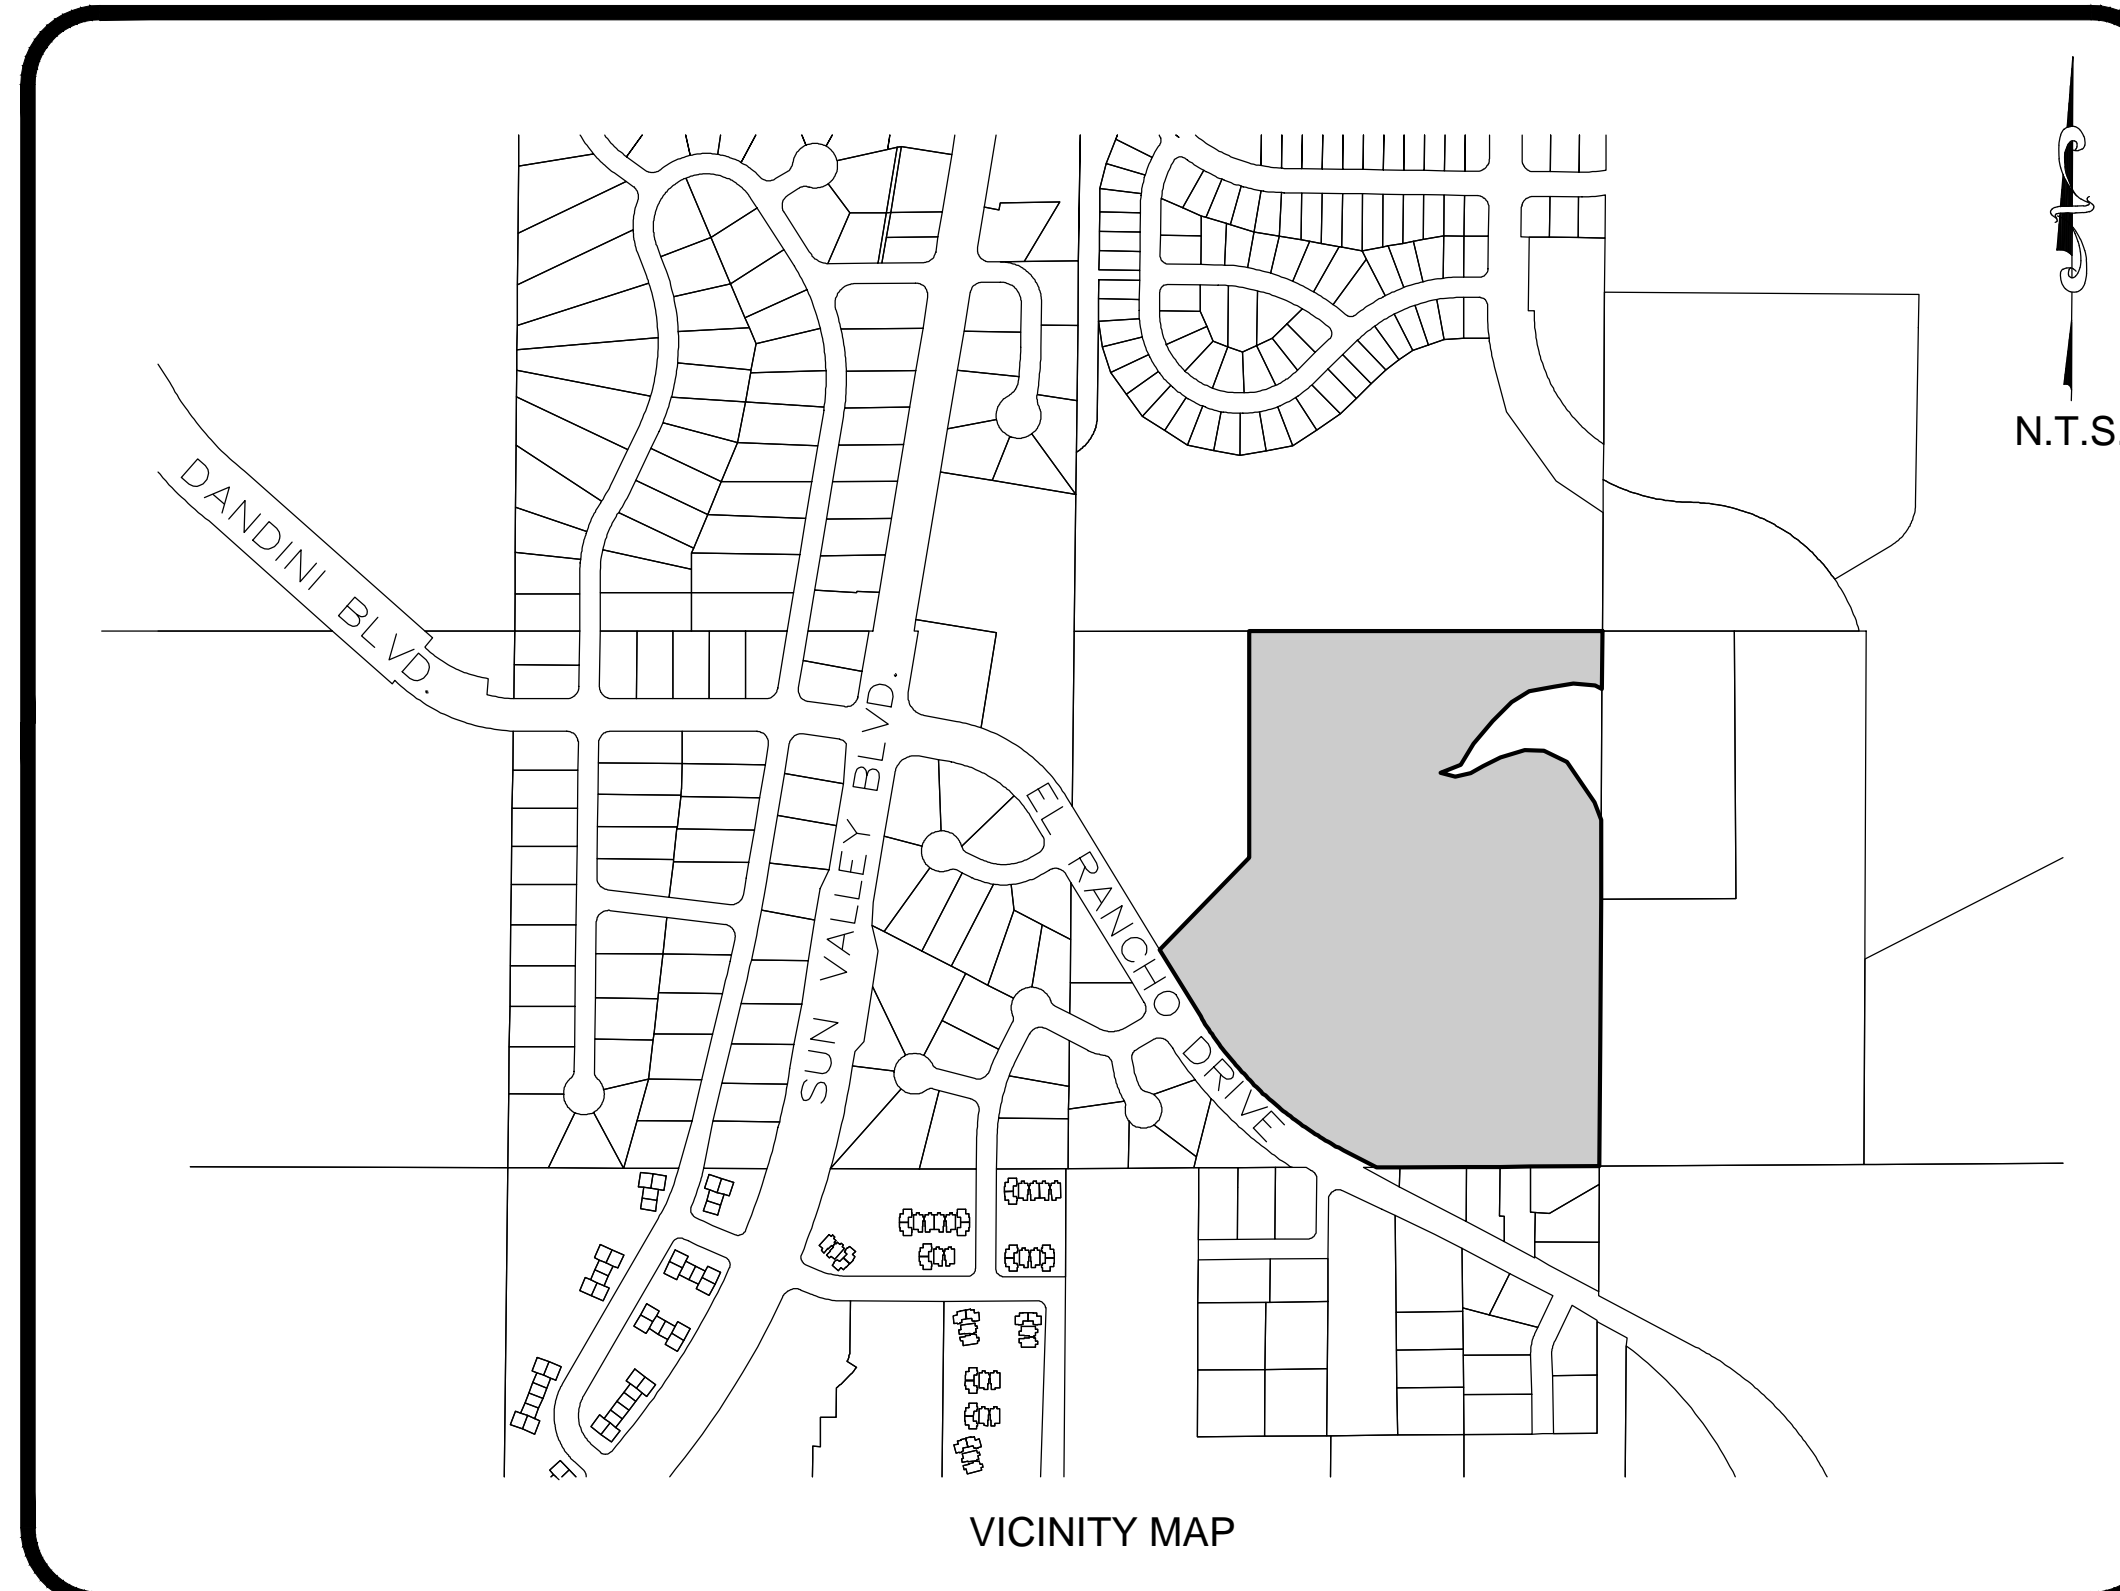 N.T.S.
DANDINI BLVD.
SUN VALLEY BLVD.
EL RANCHO DRIVE
VICINITY MAP